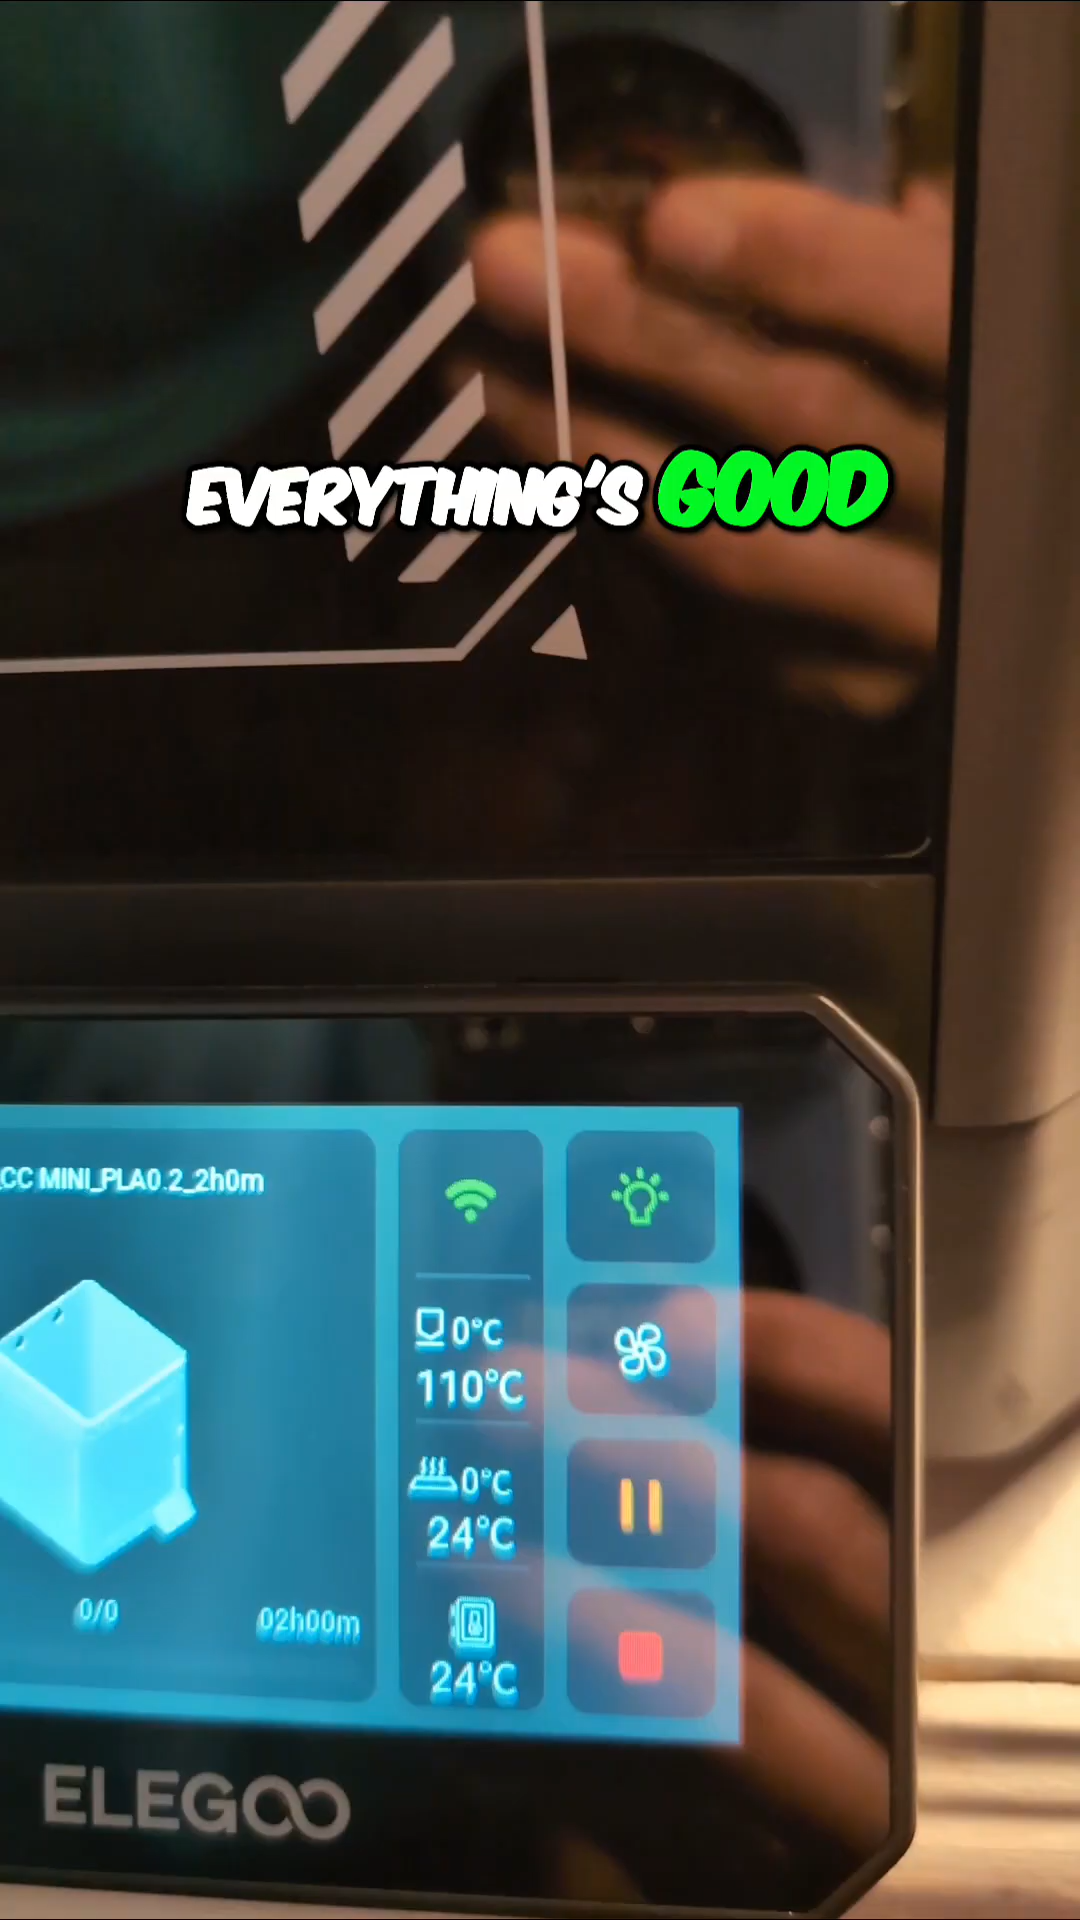 EVERYTHING'S GOOD
CC MINI_PLA0.2_2h0m
0°C
110°C
0°C
24°C
0/0
02h00m
24°C
ELEGOO